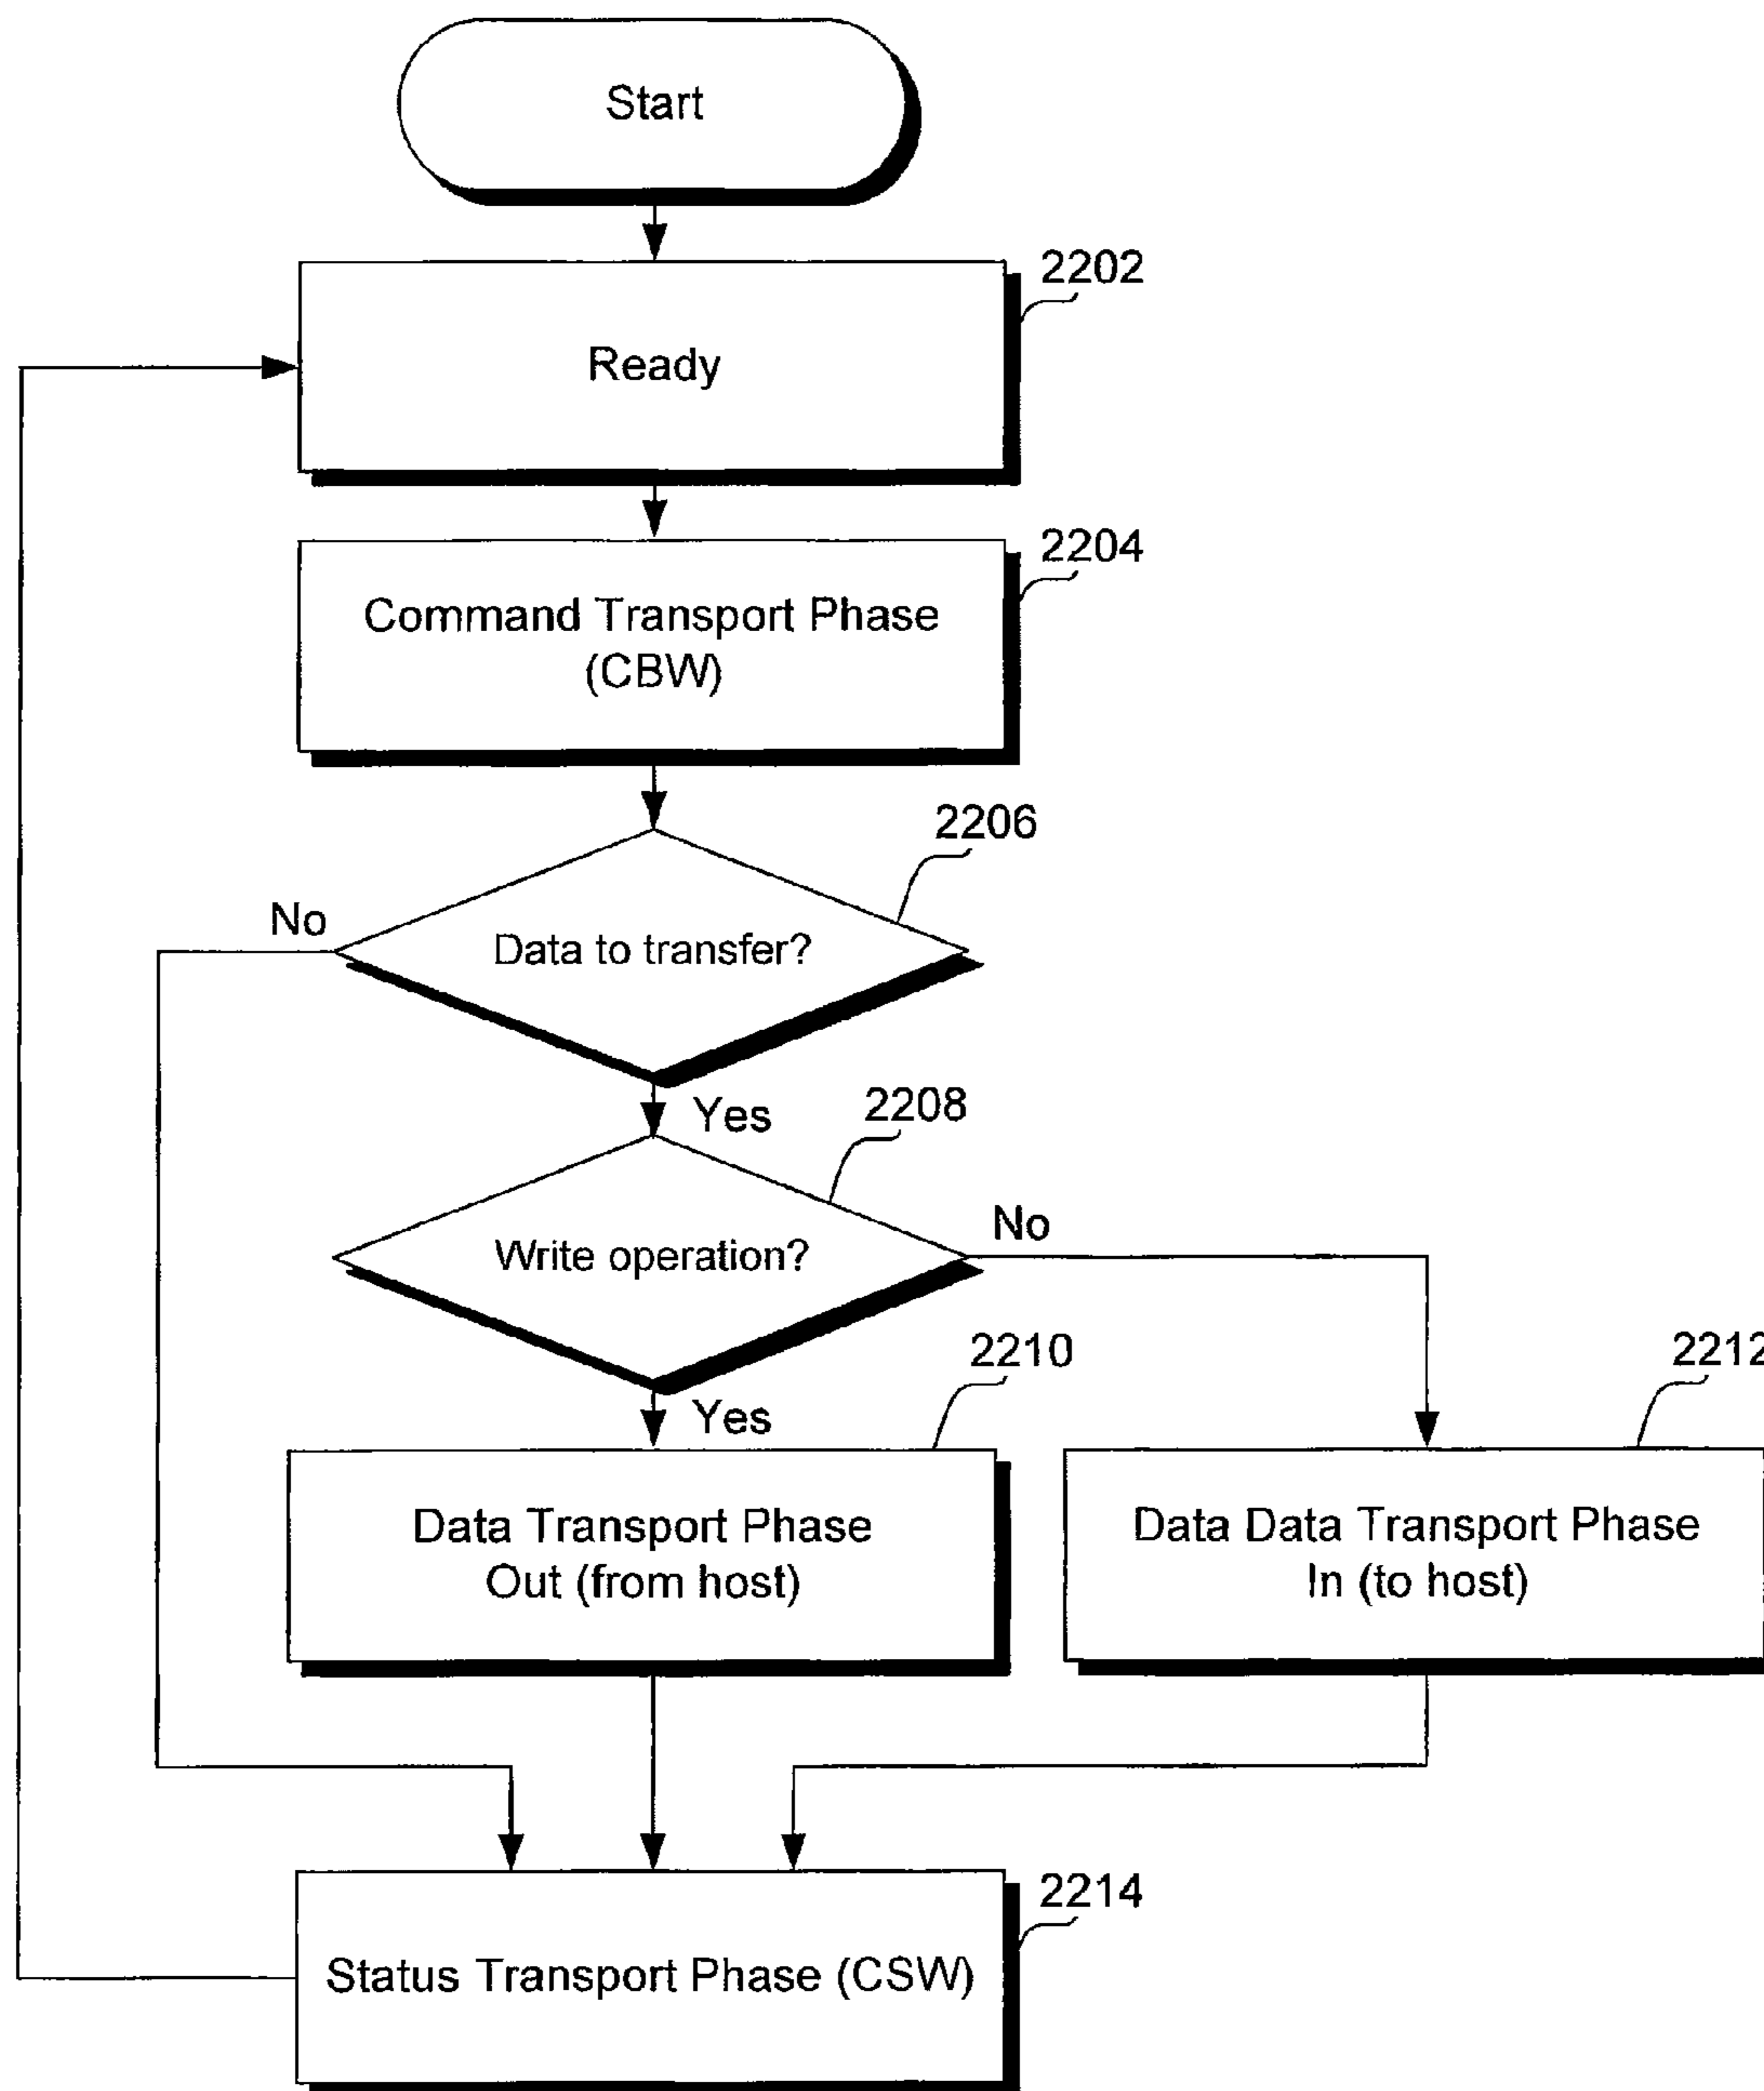 Start
2202
Ready
2204
Command Transport Phase
(CBW)
2206
No
Data to transfer?
Yes
2208
No
Write operation?
2210
2212
Yes
Data Transport Phase
Out (from host)
Data Data Transport Phase
In (to host)
2214
Status Transport Phase (CSW)